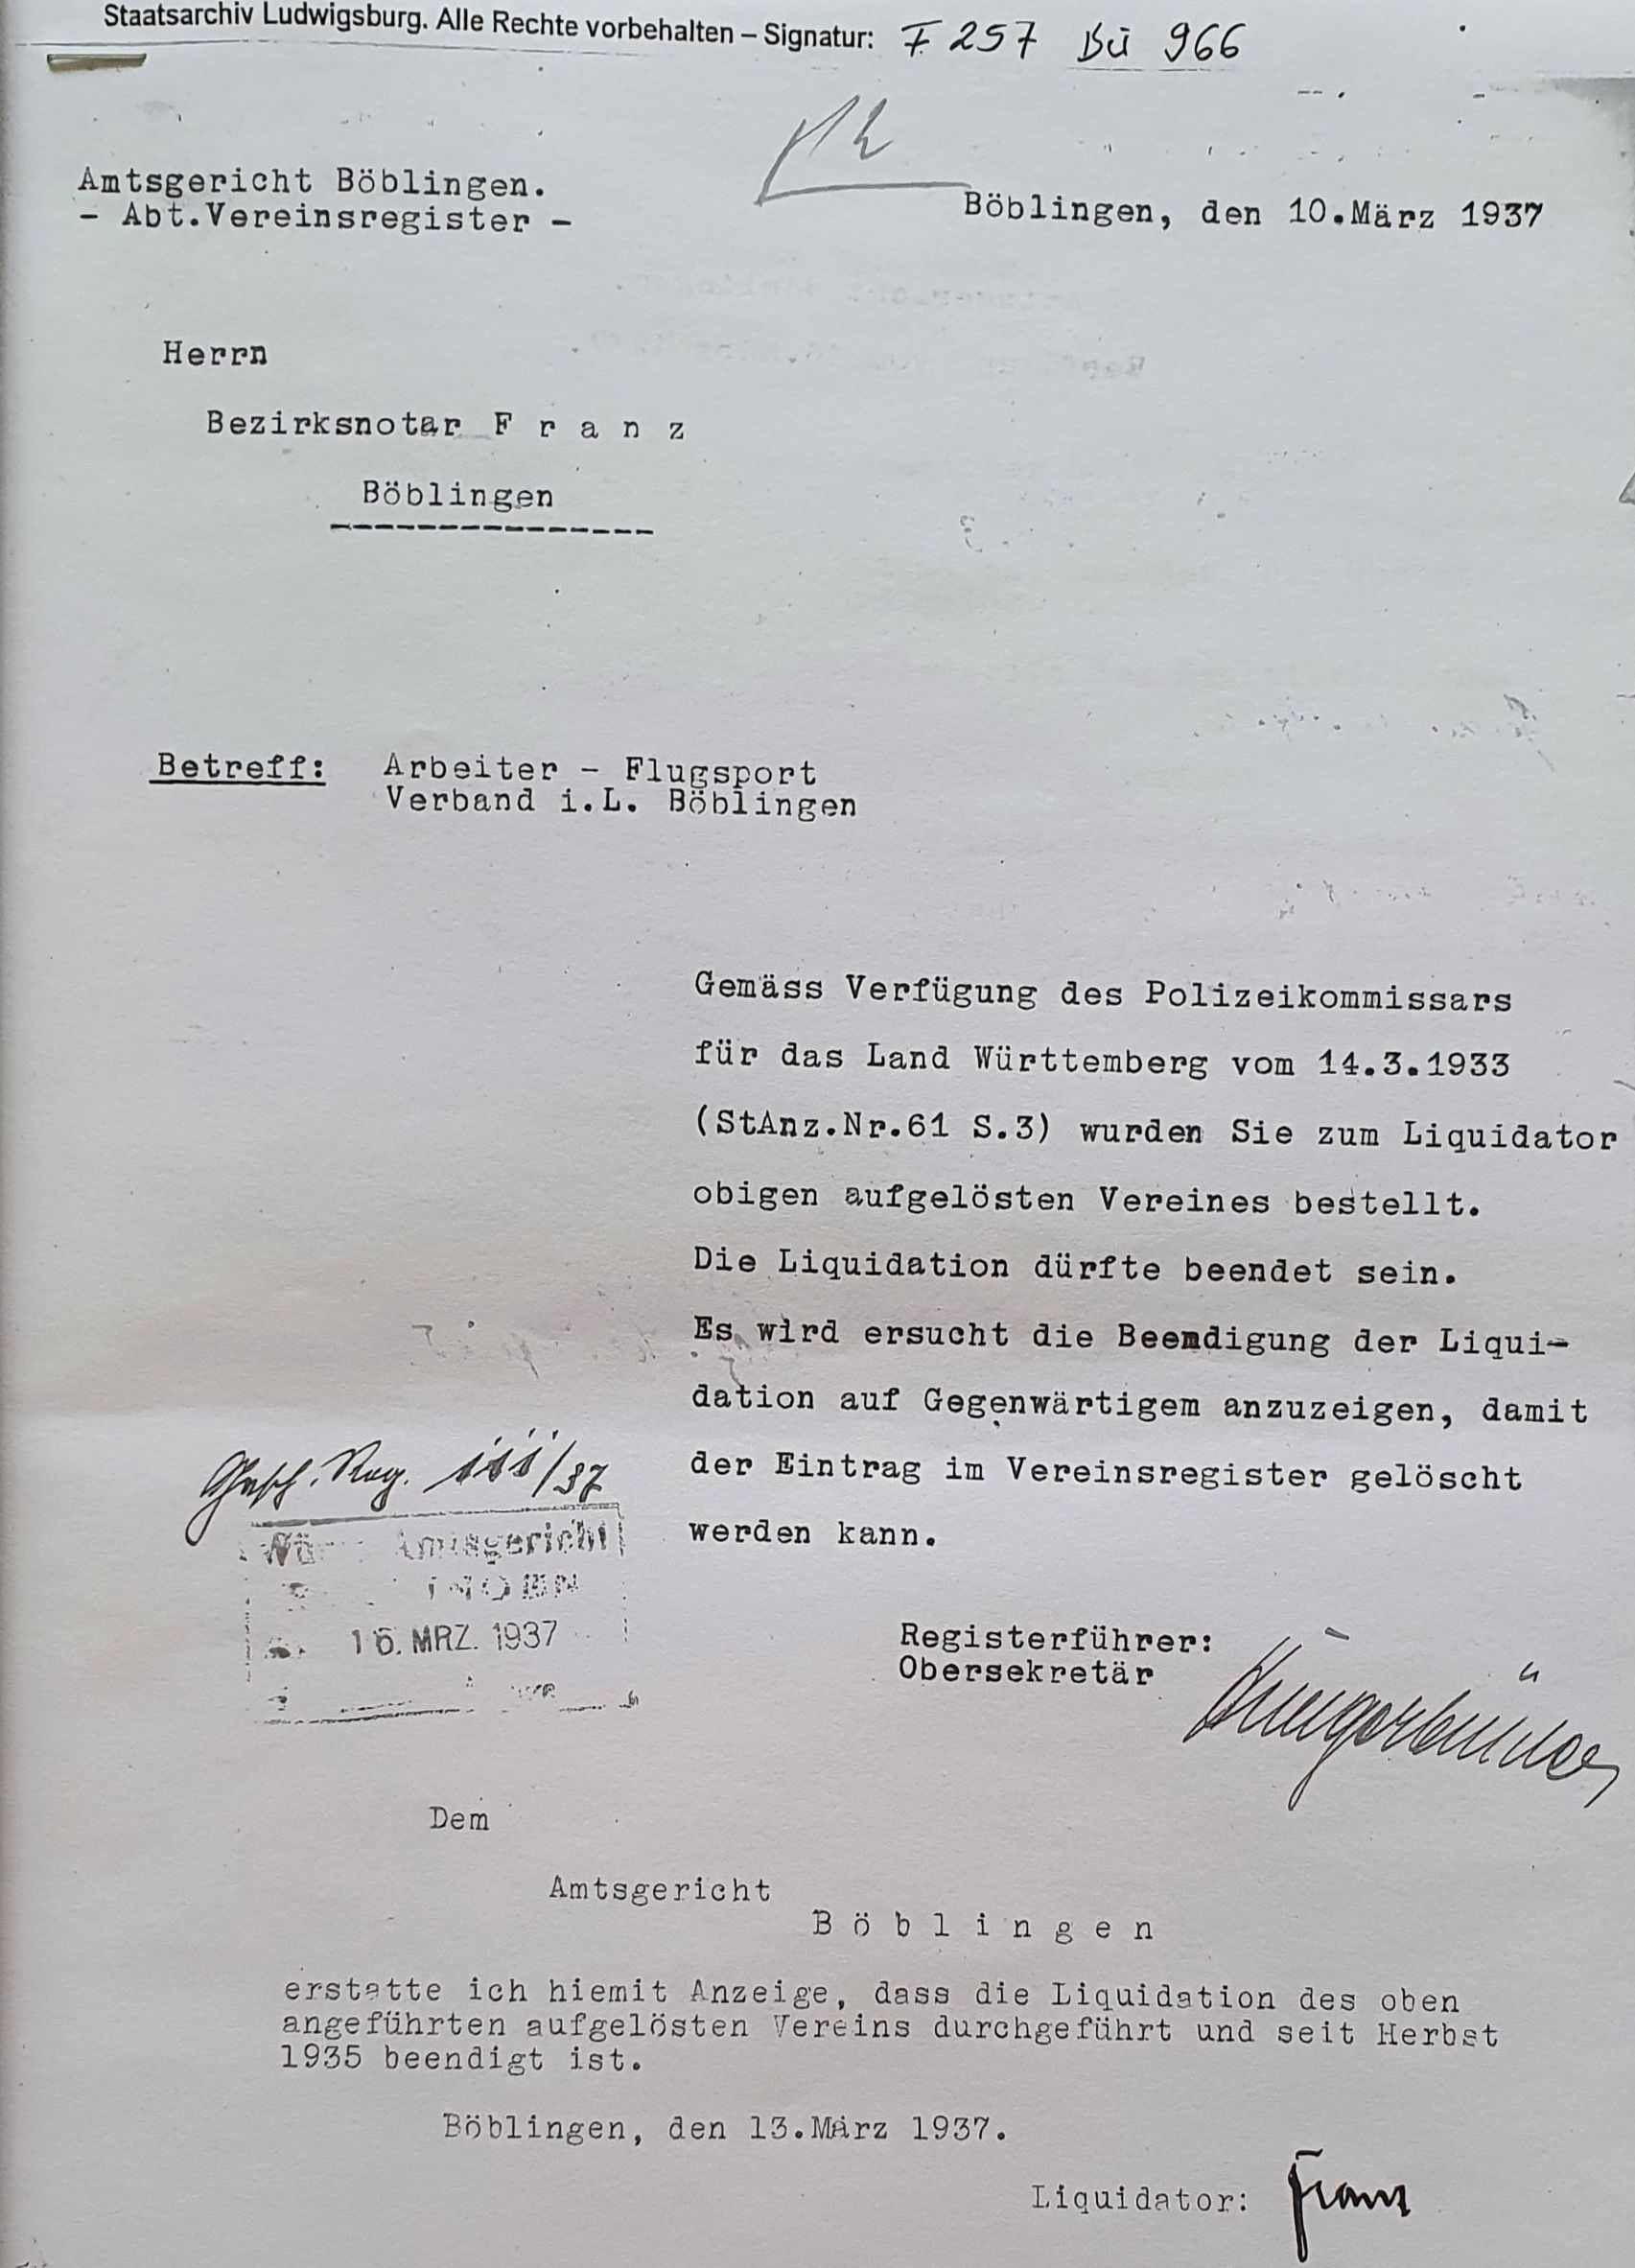 Staatsarchiv Ludwigsburg. Alle Rechte vorbehalten – Signatur: F 257 Bü 966
Amtsgericht Böblingen.
- Abt.Vereinsregister -
Böblingen, den 10.März 1937
Herrn
Bezirksnotar F r a n z
Böblingen
Betreff: Arbeiter - Flugsport
Verband i.L. Böblingen
Gemäss Verfügung des Polizeikommissars
für das Land Württemberg vom 14.3.1933
(StAnz.Nr.61 S.3) wurden Sie zum Liquidator
obigen aufgelösten Vereines bestellt.
Die Liquidation dürfte beendet sein.
Es wird ersucht die Beendigung der Liqui-
dation auf Gegenwärtigem anzuzeigen, damit
der Eintrag im Vereinsregister gelöscht
werden kann.
Reg. /37
Amtsgericht
16. MRZ. 1937
Registerführer:
Obersekretär
Dem
Amtsgericht
B ö b l i n g e n
erstatte ich hiemit Anzeige, dass die Liquidation des oben
angeführten aufgelösten Vereins durchgeführt und seit Herbst
1935 beendigt ist.
Böblingen, den 13.März 1937.
Liquidator: Franz